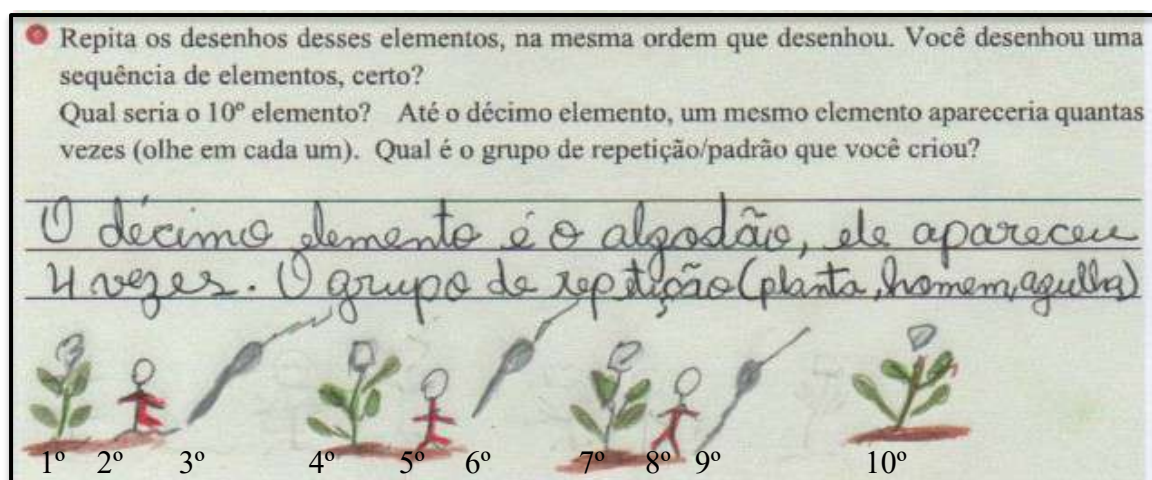 Repita os desenhos desses elementos, na mesma ordem que desenhou. Você desenhou uma
sequência de elementos, certo?
Qual seria o 10º elemento? Até o décimo elemento, um mesmo elemento apareceria quantas
vezes (olhe em cada um). Qual é o grupo de repetição/padrão que você criou?
O décimo elemento é o algodão, ele apareceu
4 vezes. O grupo de repetição (planta, homem, agulha)
1º 2º 3º 4º 5º 6º 7º 8º 9º 10º